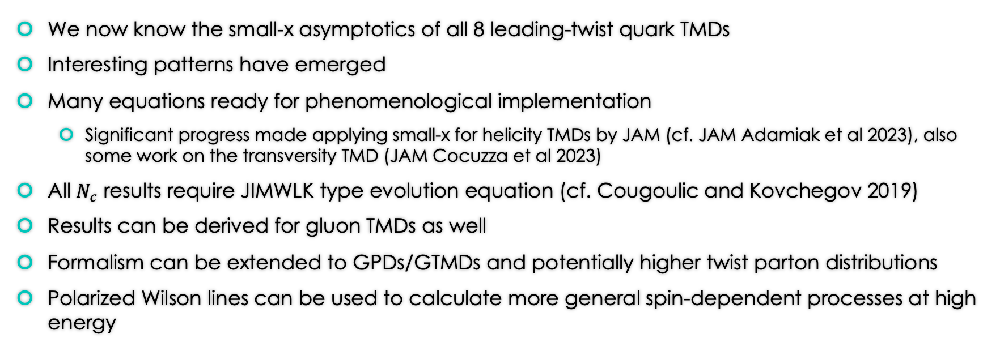 We now know the small-x asymptotics of all 8 leading-twist quark TMDs
Interesting patterns have emerged
Many equations ready for phenomenological implementation
Significant progress made applying small-x for helicity TMDs by JAM (cf. JAM Adamiak et al 2023), also
some work on the transversity TMD (JAM Cocuzza et al 2023)
All $N_c$ results require JIMWLK type evolution equation (cf. Cougoulic and Kovchegov 2019)
Results can be derived for gluon TMDs as well
Formalism can be extended to GPDs/GTMDs and potentially higher twist parton distributions
Polarized Wilson lines can be used to calculate more general spin-dependent processes at high
energy